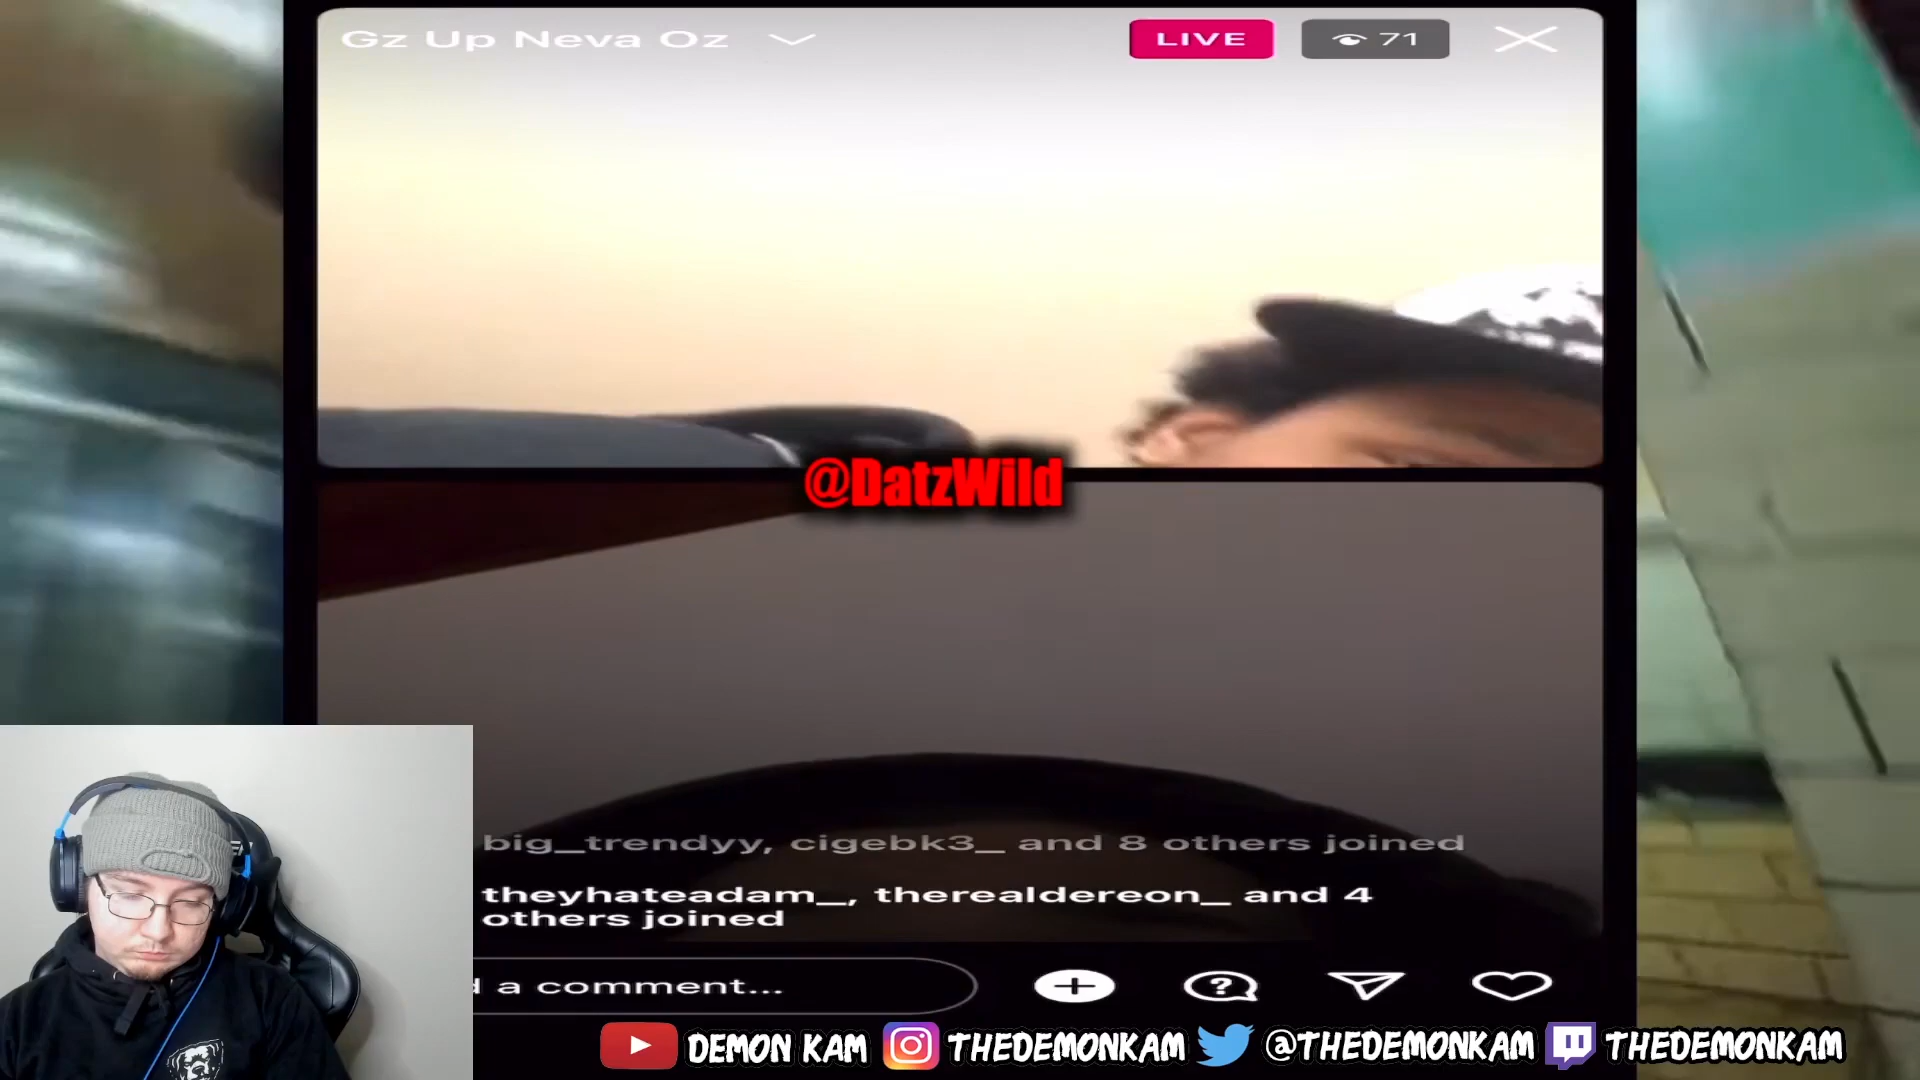 Gz Up Neva Oz
LIVE
71
@DatzWild
big_trendyy, cigebk3_ and 8 others joined
theyhateadam_, therealdereon_ and 4
others joined
a comment...
DEMON KAM
THEDEMONKAM
@THEDEMONKAM
THEDEMONKAM